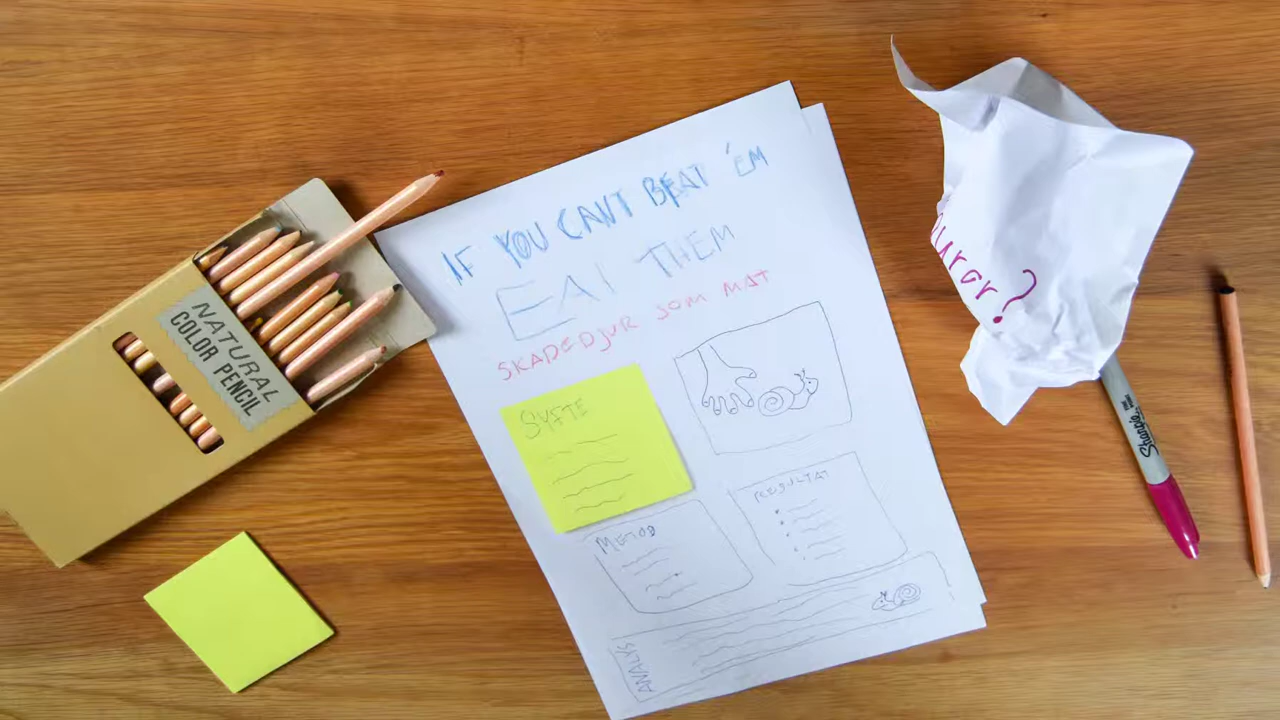 IF YOU CAN'T BEAT 'EM
EAT THEM
SKADEDJUR SOM MAT
SYFTE
METOD
RESULTAT
ANALYS
NATURAL
COLOR PENCIL
Sharpie